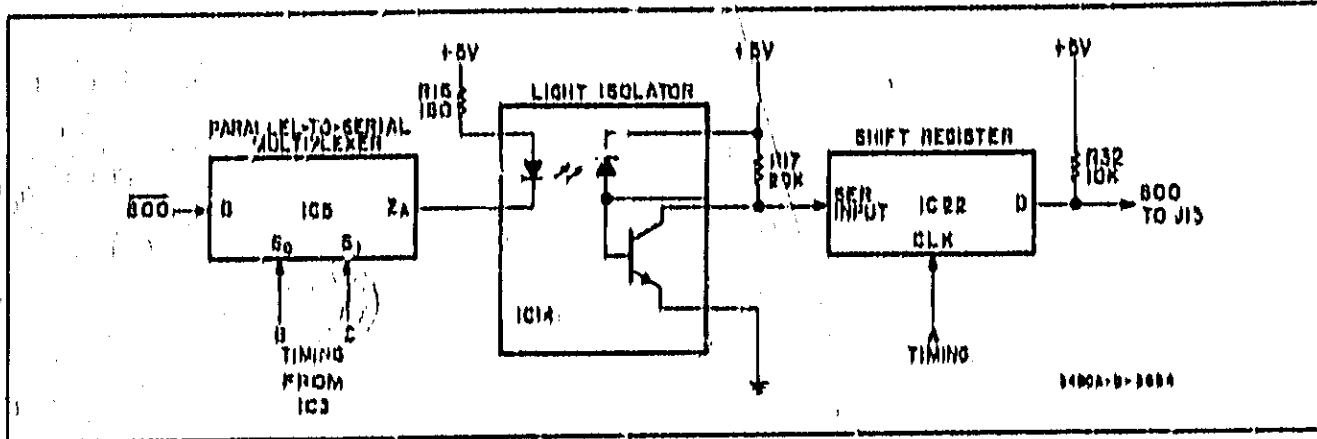 +5V
+5V
+5V
R16
180
LIGHT ISOLATOR
PARALLEL-TO-SERIAL
MULTIPLEXER
SHIFT REGISTER
R17
R32
10K
800
IC5
ZA
SER
INPUT
IC22
D
800
TO J15
S0
S1
CLK
IC14
C
A
TIMING
FROM
IC3
TIMING